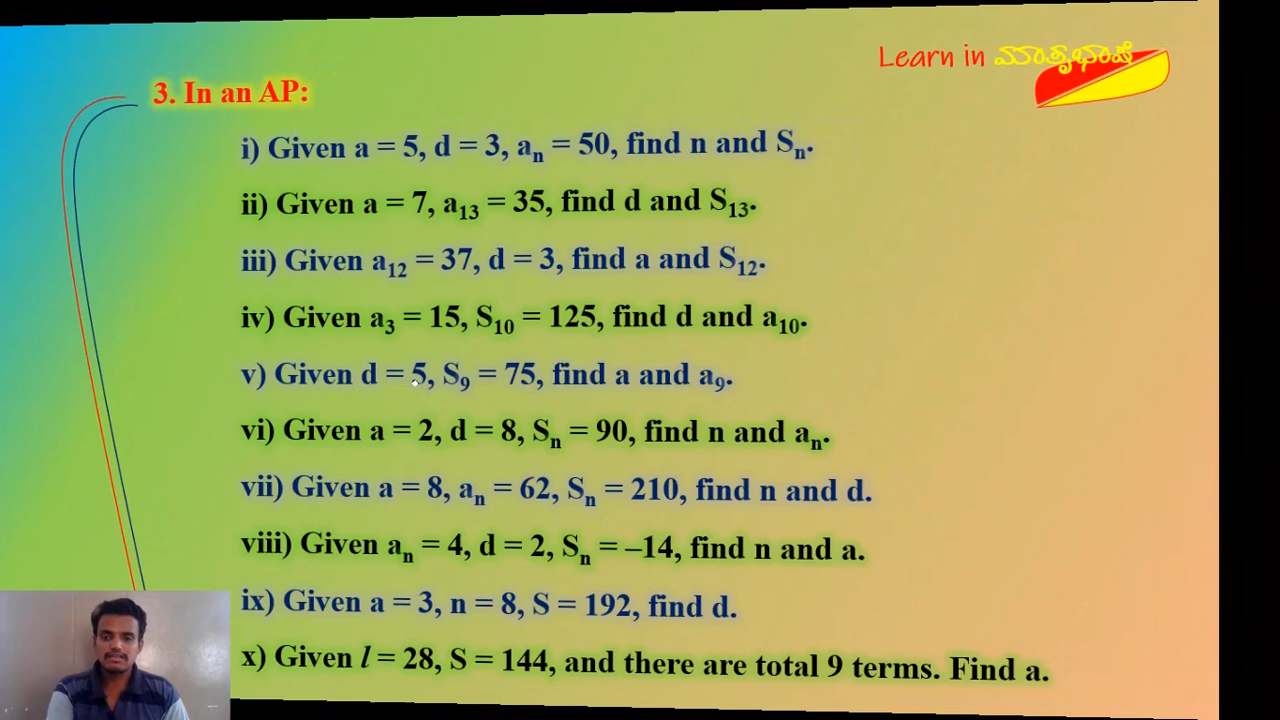 Learn in ಮಾತೃಭಾಷೆ
3. In an AP:
i) Given a = 5, d = 3, aₙ = 50, find n and Sₙ.
ii) Given a = 7, a₁₃ = 35, find d and S₁₃.
iii) Given a₁₂ = 37, d = 3, find a and S₁₂.
iv) Given a₃ = 15, S₁₀ = 125, find d and a₁₀.
v) Given d = 5, S₉ = 75, find a and a₉.
vi) Given a = 2, d = 8, Sₙ = 90, find n and aₙ.
vii) Given a = 8, aₙ = 62, Sₙ = 210, find n and d.
viii) Given aₙ = 4, d = 2, Sₙ = –14, find n and a.
ix) Given a = 3, n = 8, S = 192, find d.
x) Given l = 28, S = 144, and there are total 9 terms. Find a.